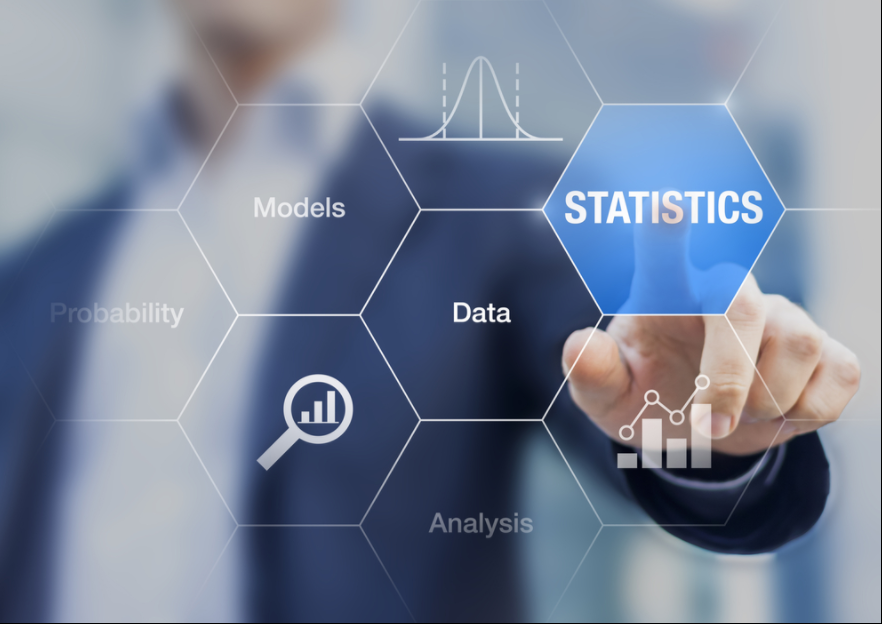 STATISTICS
Models
Data
Probability
Analysis